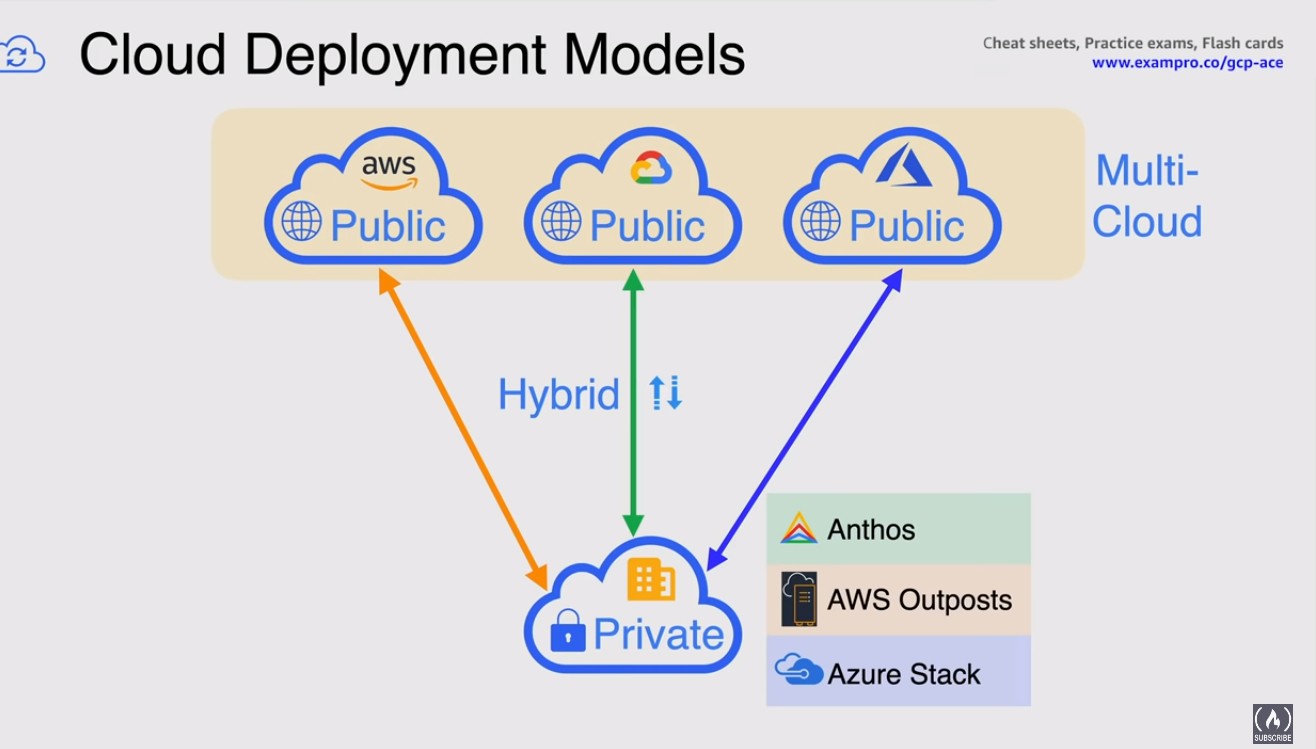 Cloud Deployment Models
Cheat sheets, Practice exams, Flash cards
www.exampro.co/gcp-ace
aws
Public
Public
Public
Multi-
Cloud
Hybrid
Private
Anthos
AWS Outposts
Azure Stack
SUBSCRIBE